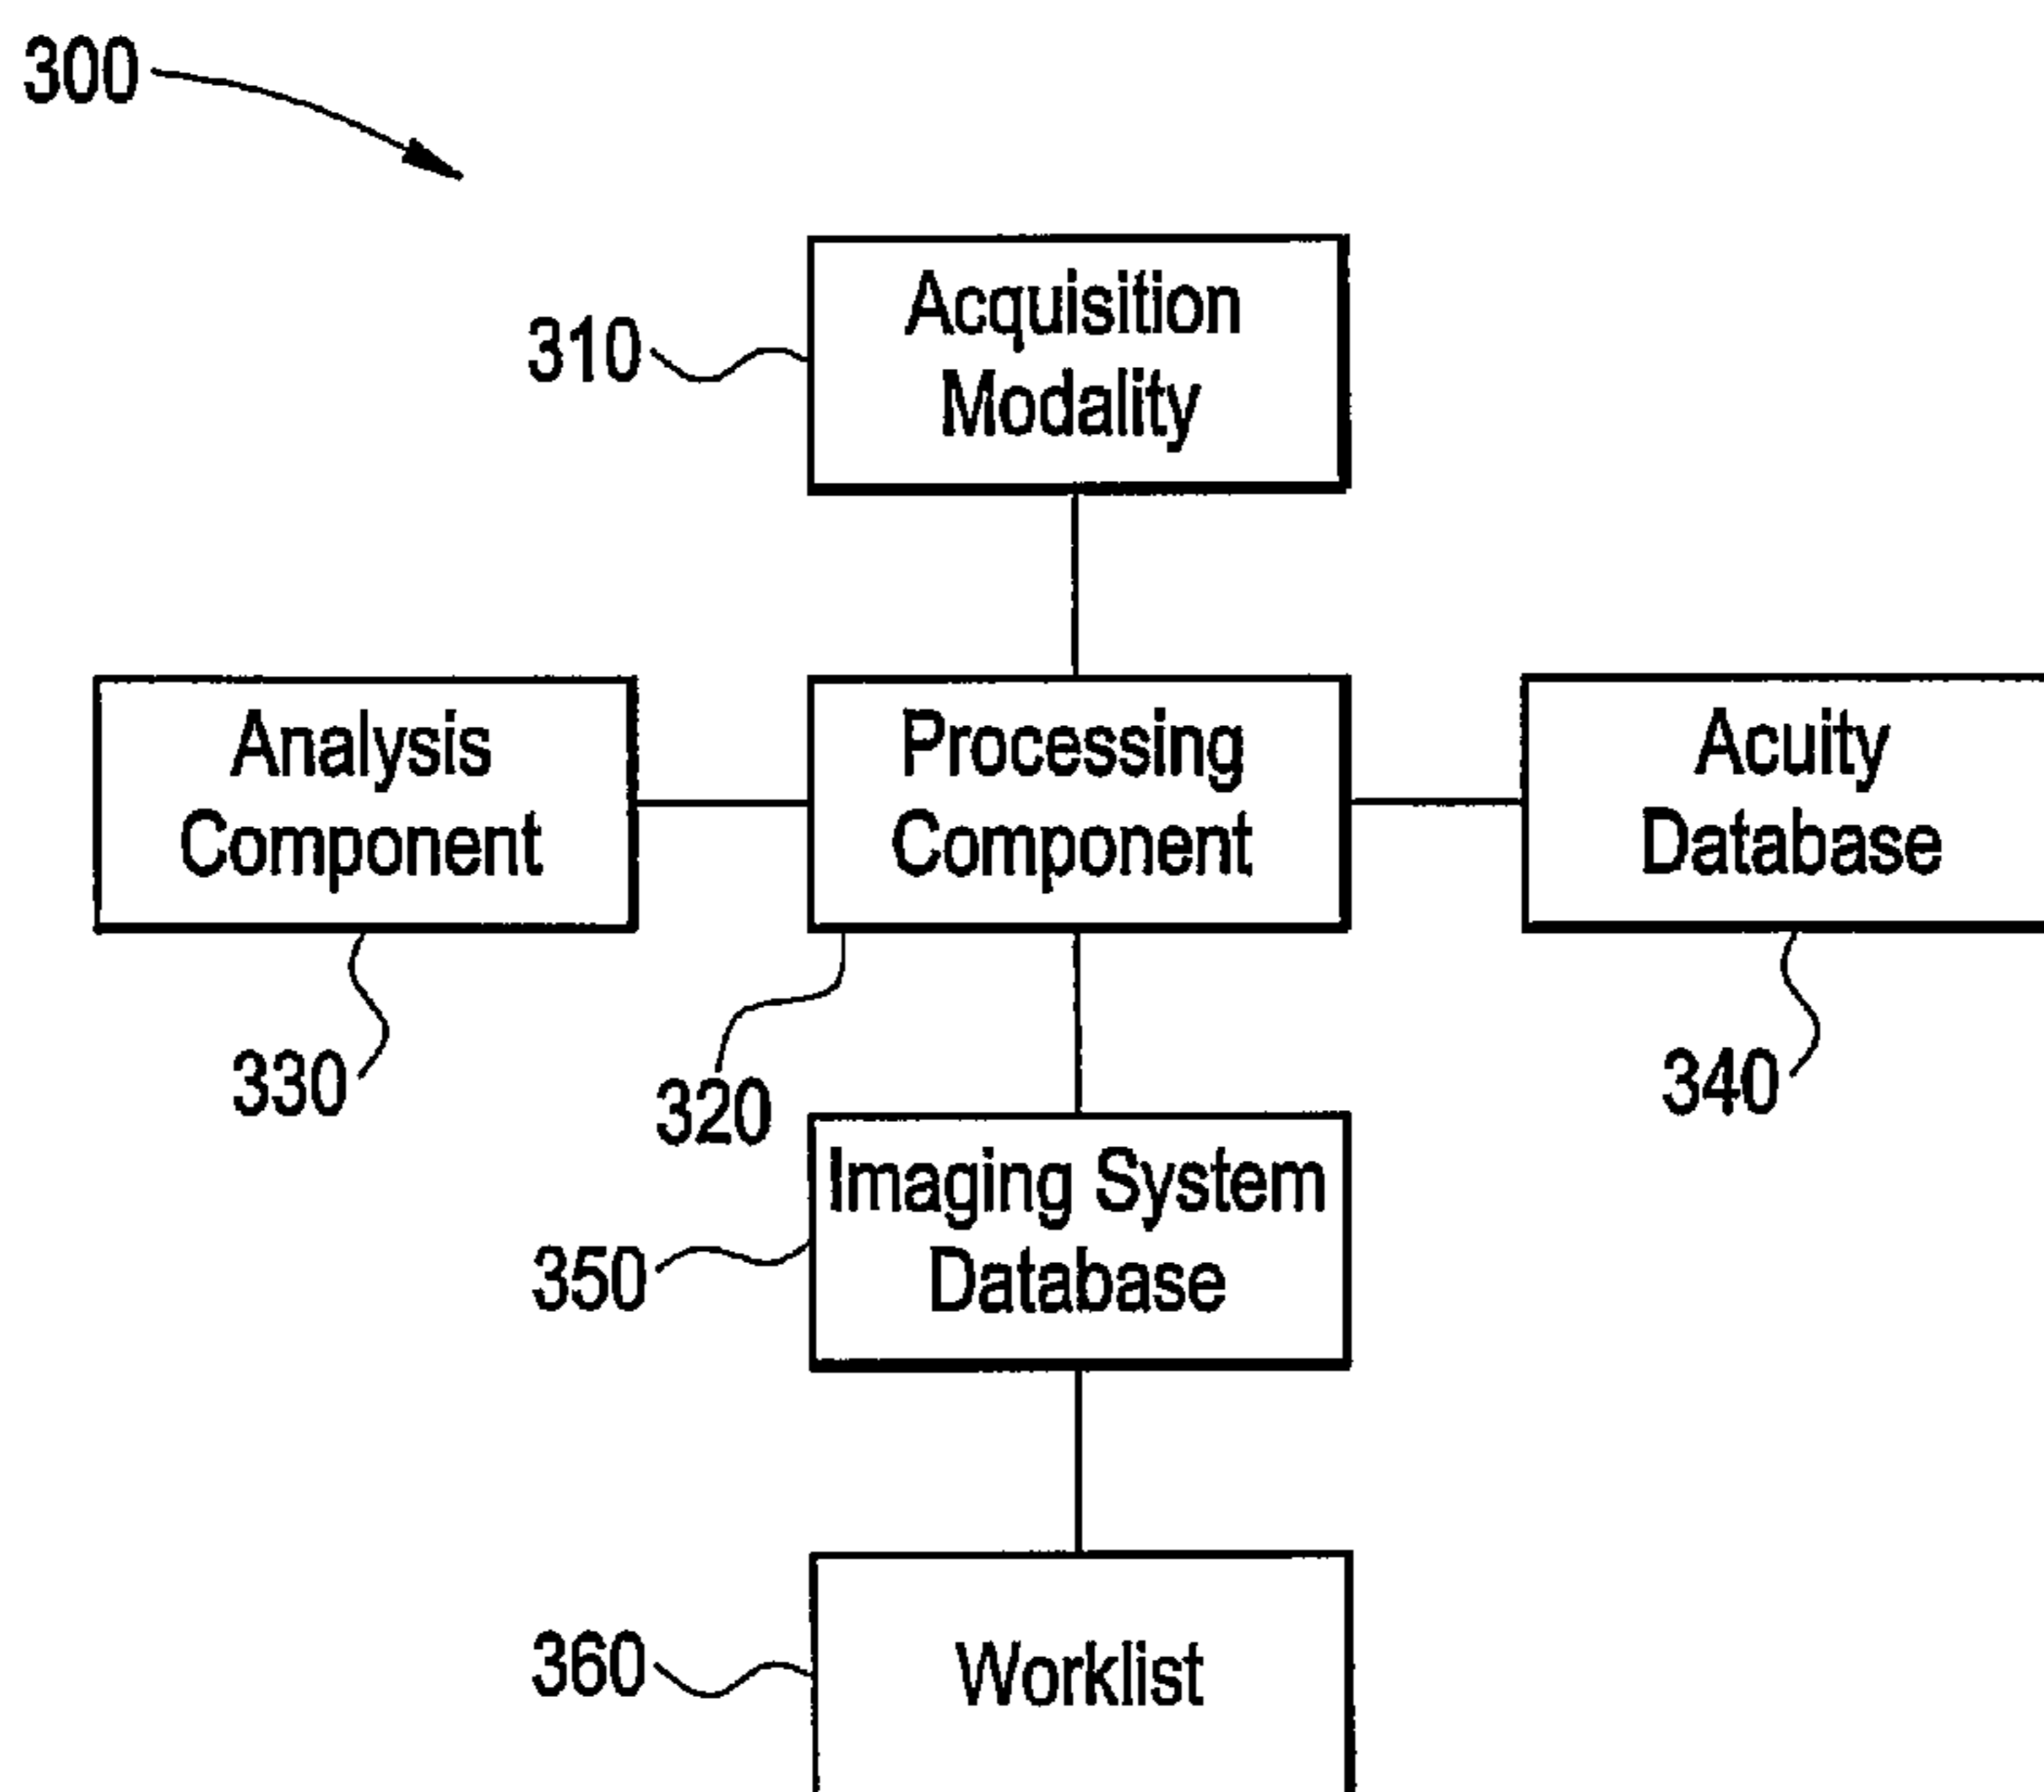 300
310
Acquisition
Modality
Analysis
Component
Processing
Component
Acuity
Database
330
320
340
350
Imaging System
Database
360
Worklist